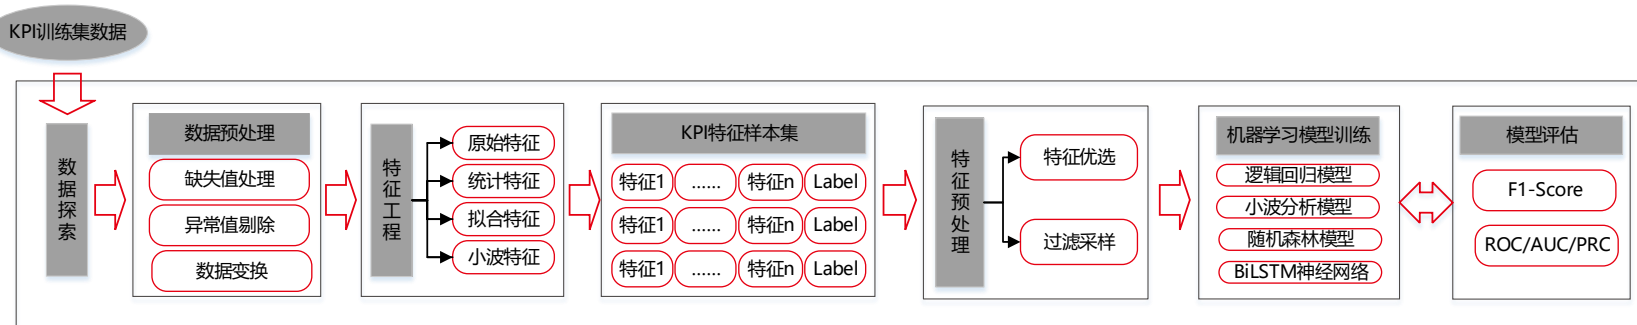 KPI训练集数据
数据探索
数据预处理
缺失值处理
异常值剔除
数据变换
特征工程
原始特征
统计特征
拟合特征
小波特征
KPI特征样本集
特征1 ...... 特征n Label
特征1 ...... 特征n Label
特征1 ...... 特征n Label
特征预处理
特征优选
过滤采样
机器学习模型训练
逻辑回归模型
小波分析模型
随机森林模型
BiLSTM神经网络
模型评估
F1-Score
ROC/AUC/PRC